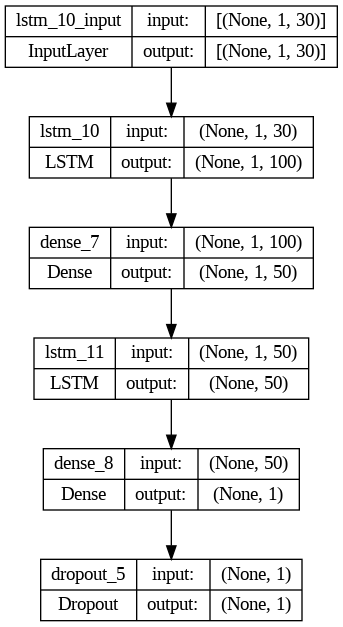 lstm_10_input input: [(None, 1, 30)]
InputLayer output: [(None, 1, 30)]
lstm_10 input: (None, 1, 30)
LSTM output: (None, 1, 100)
dense_7 input: (None, 1, 100)
Dense output: (None, 1, 50)
lstm_11 input: (None, 1, 50)
LSTM output: (None, 50)
dense_8 input: (None, 50)
Dense output: (None, 1)
dropout_5 input: (None, 1)
Dropout output: (None, 1)